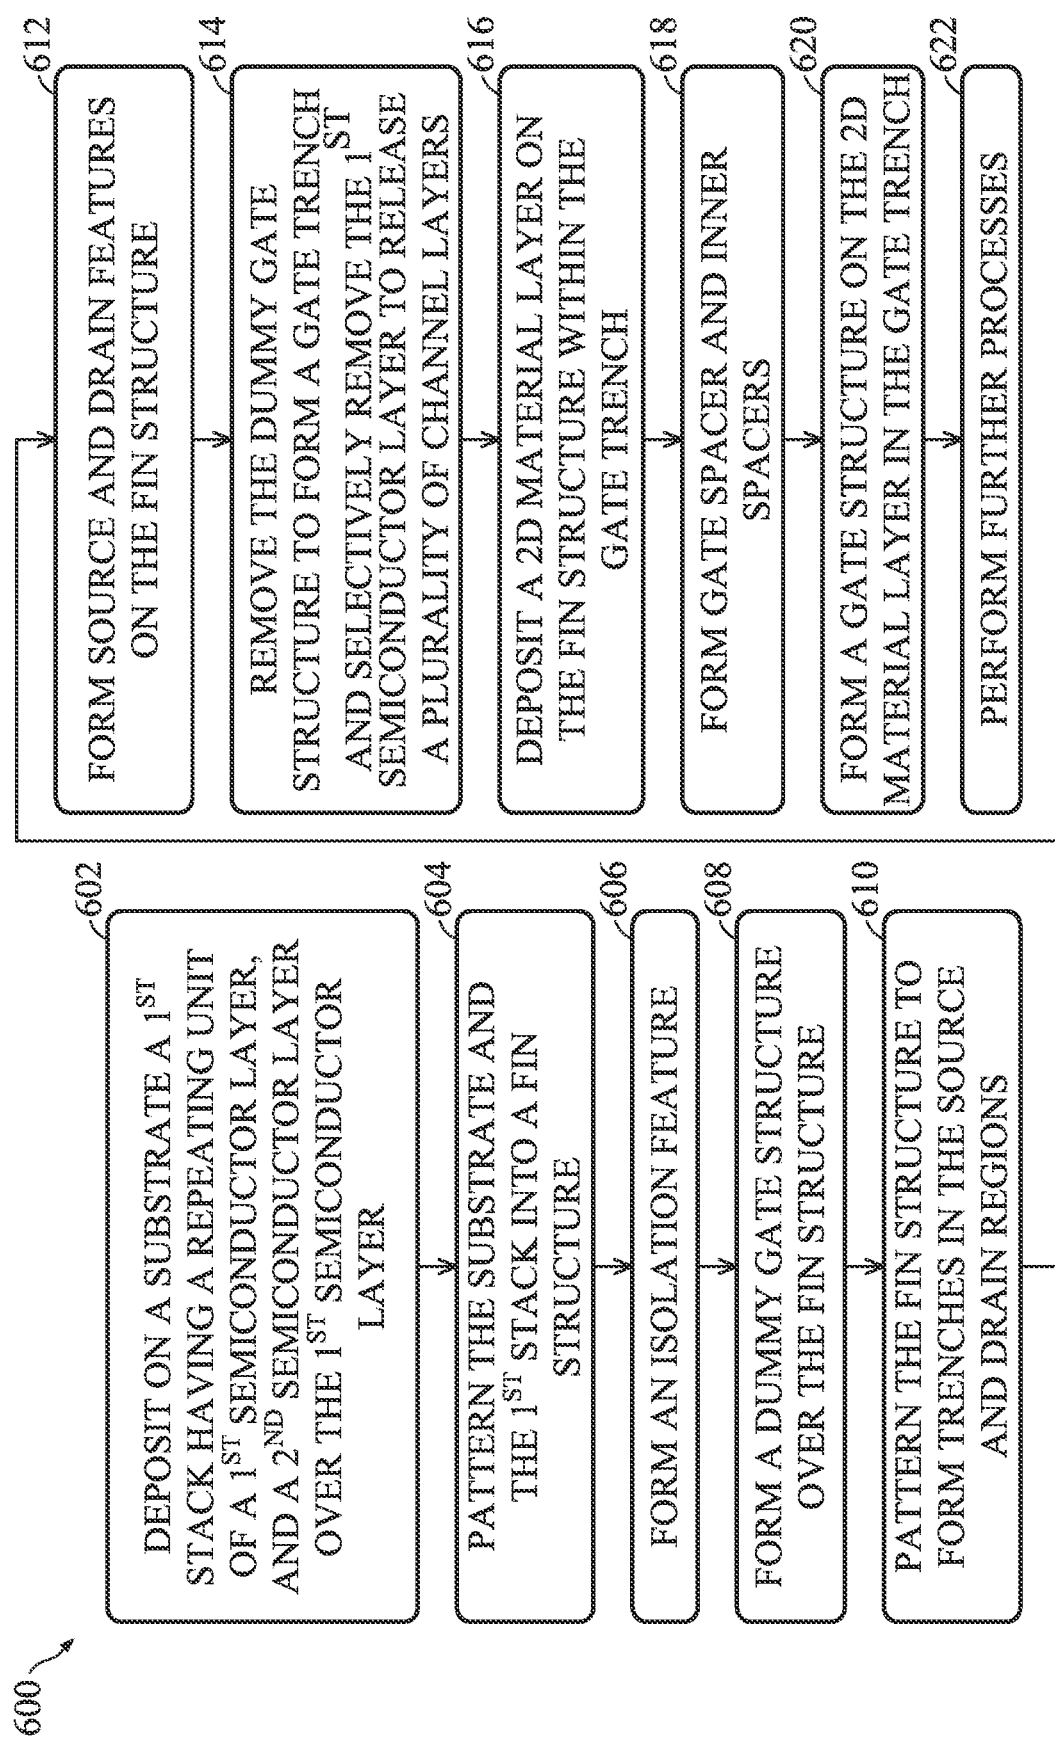 600
602
DEPOSIT ON A SUBSTRATE A 1ST
STACK HAVING A REPEATING UNIT
OF A 1ST SEMICONDUCTOR LAYER,
AND A 2ND SEMICONDUCTOR LAYER
OVER THE 1ST SEMICONDUCTOR
LAYER
604
PATTERN THE SUBSTRATE AND
THE 1ST STACK INTO A FIN
STRUCTURE
606
FORM AN ISOLATION FEATURE
608
FORM A DUMMY GATE STRUCTURE
OVER THE FIN STRUCTURE
610
PATTERN THE FIN STRUCTURE TO
FORM TRENCHES IN THE SOURCE
AND DRAIN REGIONS
612
FORM SOURCE AND DRAIN FEATURES
ON THE FIN STRUCTURE
614
REMOVE THE DUMMY GATE
STRUCTURE TO FORM A GATE TRENCH
AND SELECTIVELY REMOVE THE 1ST
SEMICONDUCTOR LAYER TO RELEASE
A PLURALITY OF CHANNEL LAYERS
616
DEPOSIT A 2D MATERIAL LAYER ON
THE FIN STRUCTURE WITHIN THE
GATE TRENCH
618
FORM GATE SPACER AND INNER
SPACERS
620
FORM A GATE STRUCTURE ON THE 2D
MATERIAL LAYER IN THE GATE TRENCH
622
PERFORM FURTHER PROCESSES